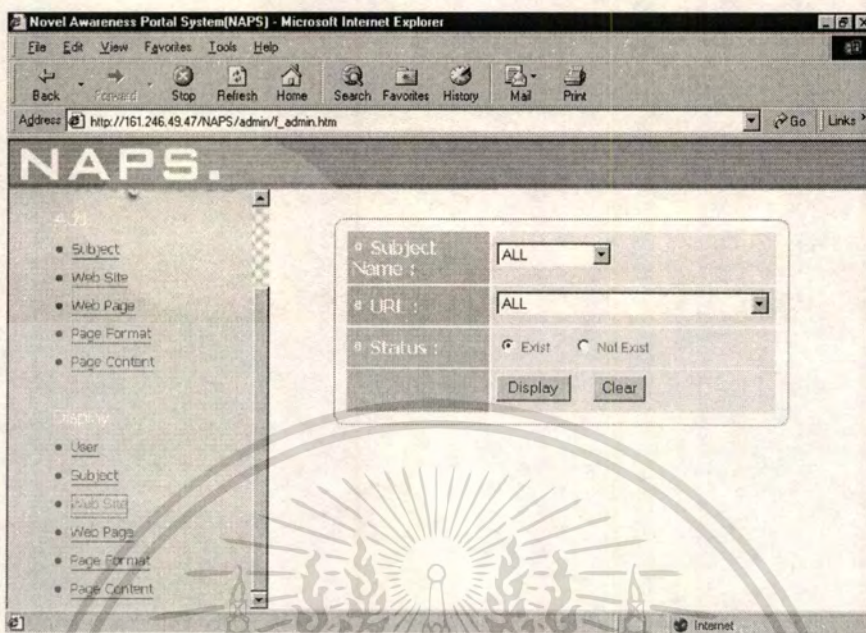 Novel Awareness Portal System(NAPS) - Microsoft Internet Explorer
File Edit View Favorites Tools Help
Back Forward Stop Refresh Home Search Favorites History Mail Print
Address http://161.246.49.47/NAPS/admin/f_admin.htm Go Links
NAPS.
Add
Subject
Web Site
Web Page
Page Format
Page Content
Display
User
Subject
Web Site
Web Page
Page Format
Page Content
Subject Name : ALL
URL : ALL
Status : Exist Not Exist
Display Clear
Internet